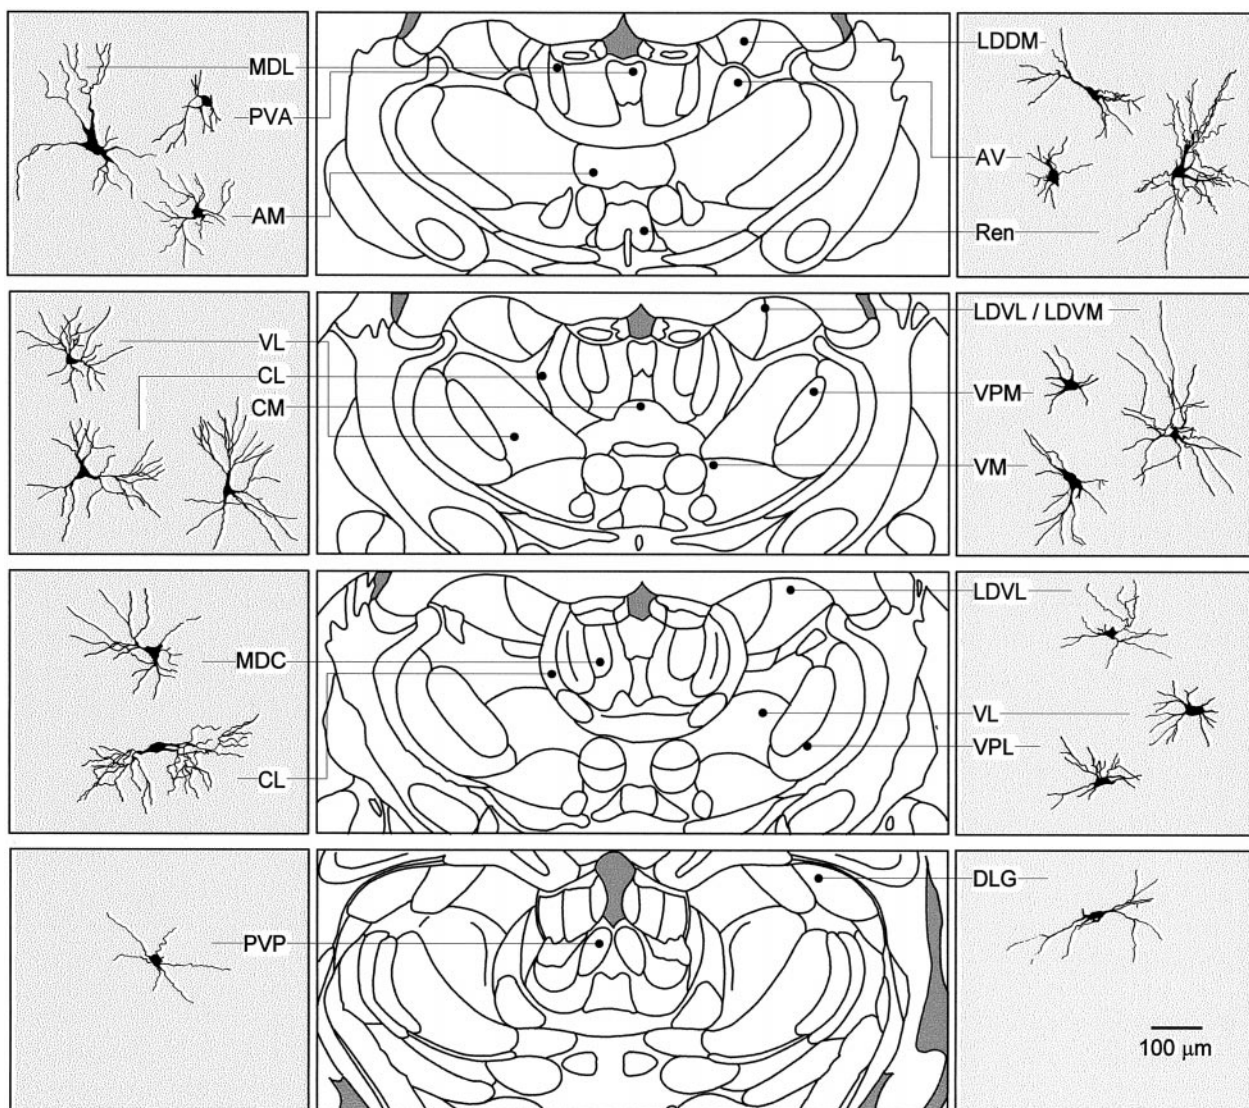 MDL
PVA
AM
LDDM
AV
Ren
VL
CL
CM
LDVL / LDVM
VPM
VM
MDC
CL
LDVL
VL
VPL
PVP
DLG
100 μm